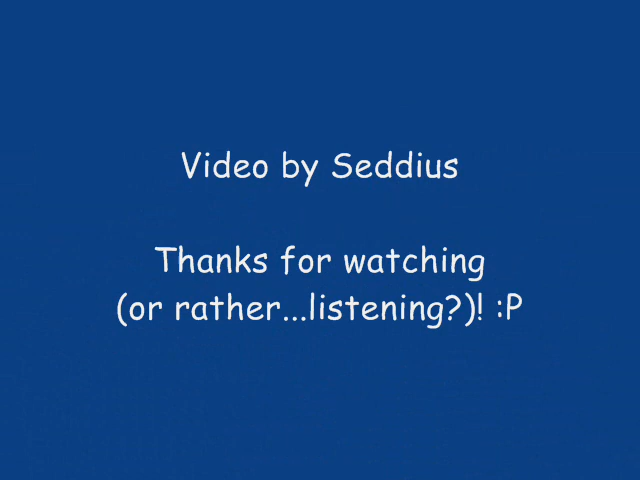 Video by Seddius
Thanks for watching
(or rather...listening?)! :P